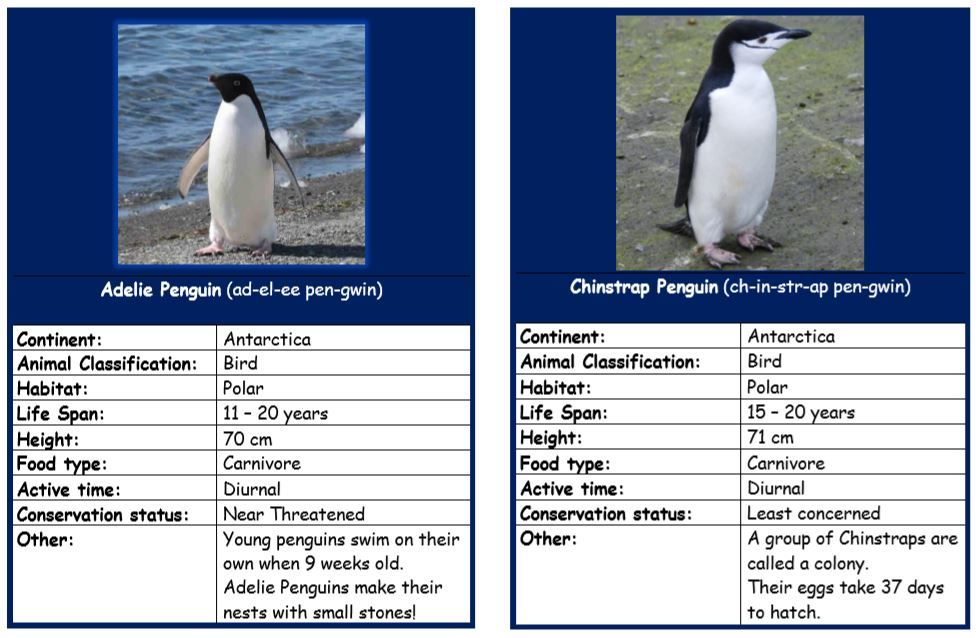 Adelie Penguin (ad-el-ee pen-gwin)
Continent: Antarctica
Animal Classification: Bird
Habitat: Polar
Life Span: 11 – 20 years
Height: 70 cm
Food type: Carnivore
Active time: Diurnal
Conservation status: Near Threatened
Other: Young penguins swim on their
own when 9 weeks old.
Adelie Penguins make their
nests with small stones!
Chinstrap Penguin (ch-in-str-ap pen-gwin)
Continent: Antarctica
Animal Classification: Bird
Habitat: Polar
Life Span: 15 – 20 years
Height: 71 cm
Food type: Carnivore
Active time: Diurnal
Conservation status: Least concerned
Other: A group of Chinstraps are
called a colony.
Their eggs take 37 days
to hatch.